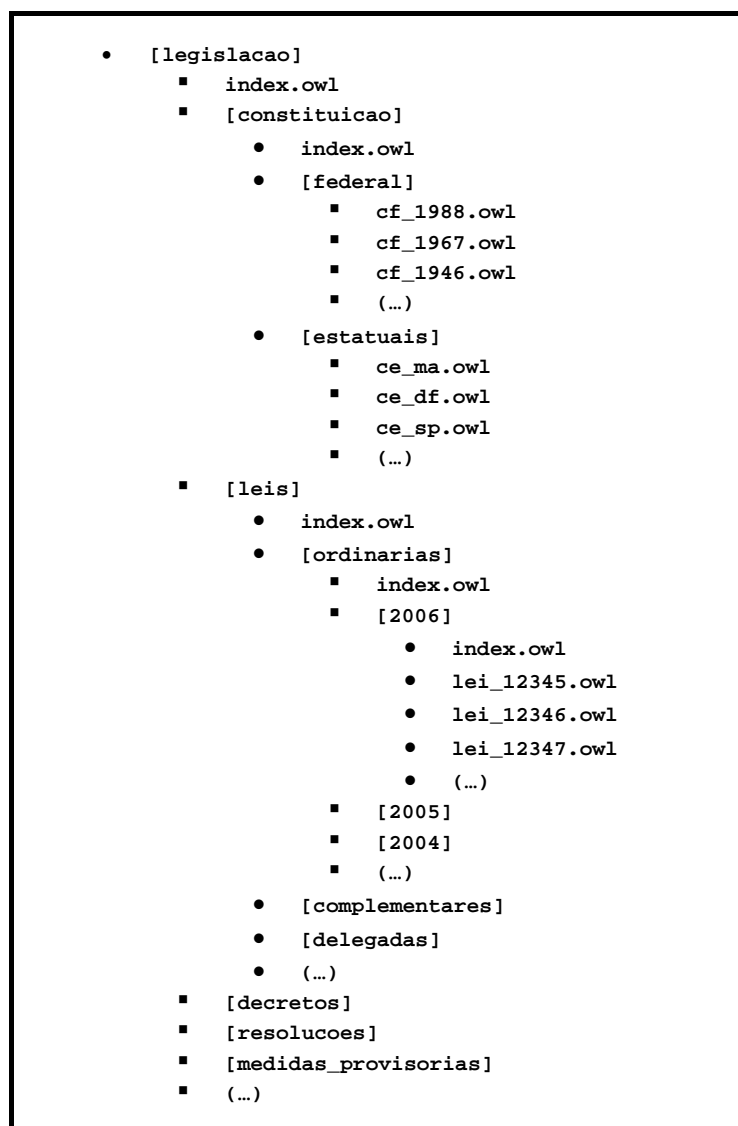 • [legislacao]
▪ index.owl
▪ [constituicao]
• index.owl
• [federal]
▪ cf_1988.owl
▪ cf_1967.owl
▪ cf_1946.owl
▪ (…)
• [estatuais]
▪ ce_ma.owl
▪ ce_df.owl
▪ ce_sp.owl
▪ (…)
▪ [leis]
• index.owl
• [ordinarias]
▪ index.owl
▪ [2006]
• index.owl
• lei_12345.owl
• lei_12346.owl
• lei_12347.owl
• (…)
▪ [2005]
▪ [2004]
▪ (…)
• [complementares]
• [delegadas]
• (…)
▪ [decretos]
▪ [resolucoes]
▪ [medidas_provisorias]
▪ (…)